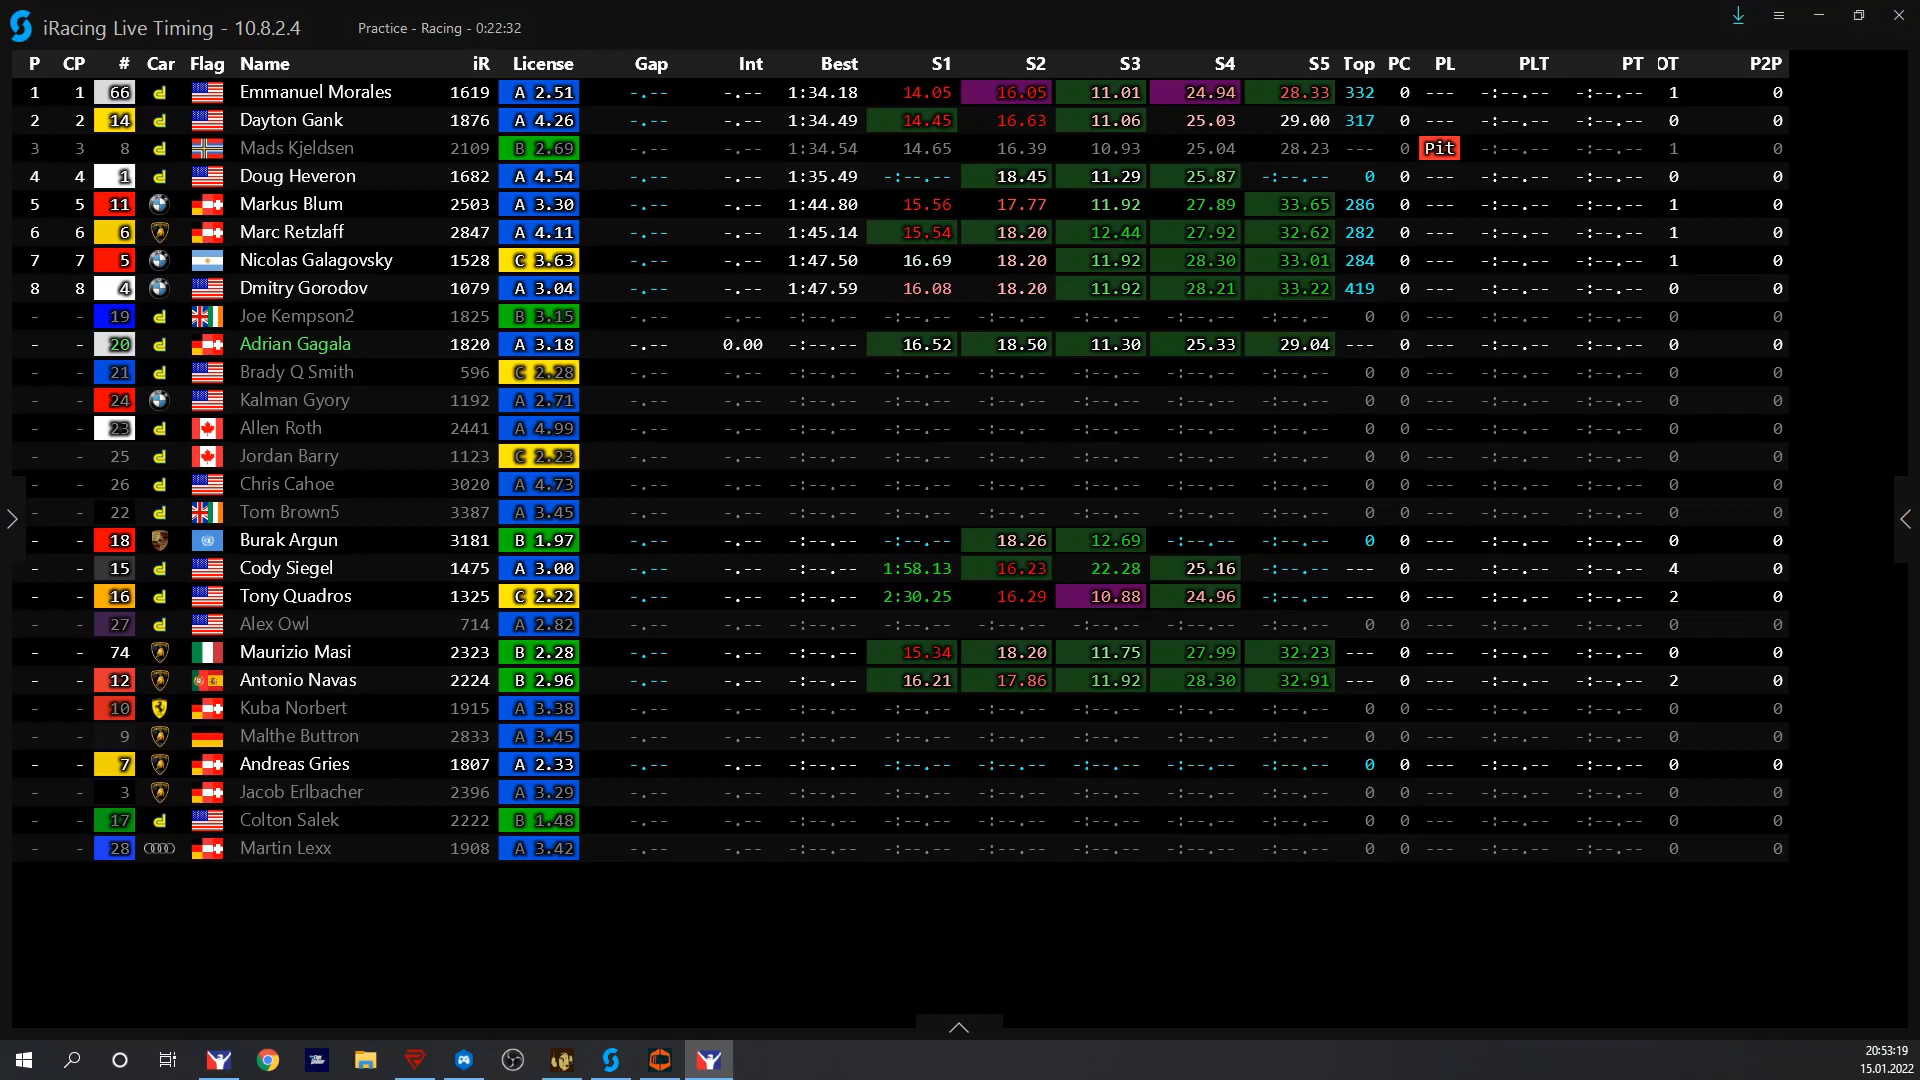 iRacing Live Timing - 10.8.2.4 Practice - Racing - 0:22:32
P CP # Car Flag Name iR License Gap Int Best S1 S2 S3 S4 S5 Top PC PL PLT PT OT P2P
1 1 66 Emmanuel Morales 1619 A 2.51 -.-- -.-- 1:34.18 14.05 16.05 11.01 24.94 28.33 332 0 --- -:--.-- -:--.-- 1 0
2 2 14 Dayton Gank 1876 A 4.26 -.-- -.-- 1:34.49 14.45 16.63 11.06 25.03 29.00 317 0 --- -:--.-- -:--.-- 0 0
3 3 8 Mads Kjeldsen 2109 B 2.69 -.-- -.-- 1:34.54 14.65 16.39 10.93 25.04 28.23 --- 0 Pit -:--.-- -:--.-- 1 0
4 4 1 Doug Heveron 1682 A 4.54 -.-- -.-- 1:35.49 -:--.-- 18.45 11.29 25.87 -:--.-- 0 0 --- -:--.-- -:--.-- 0 0
5 5 11 Markus Blum 2503 A 3.30 -.-- -.-- 1:44.80 15.56 17.77 11.92 27.89 33.65 286 0 --- -:--.-- -:--.-- 1 0
6 6 6 Marc Retzlaff 2847 A 4.11 -.-- -.-- 1:45.14 15.54 18.20 12.44 27.92 32.62 282 0 --- -:--.-- -:--.-- 1 0
7 7 5 Nicolas Galagovsky 1528 C 3.63 -.-- -.-- 1:47.50 16.69 18.20 11.92 28.30 33.01 284 0 --- -:--.-- -:--.-- 1 0
8 8 4 Dmitry Gorodov 1079 A 3.04 -.-- -.-- 1:47.59 16.08 18.20 11.92 28.21 33.22 419 0 --- -:--.-- -:--.-- 0 0
- - 19 Joe Kempson2 1825 B 3.15 -.-- -.-- -:--.-- -:--.-- -:--.-- -:--.-- -:--.-- -:--.-- 0 0 --- -:--.-- -:--.-- 0 0
- - 20 Adrian Gagala 1820 A 3.18 -.-- 0.00 -:--.-- 16.52 18.50 11.30 25.33 29.04 --- 0 --- -:--.-- -:--.-- 0 0
- - 21 Brady Q Smith 596 C 2.28 -.-- -.-- -:--.-- -:--.-- -:--.-- -:--.-- -:--.-- -:--.-- 0 0 --- -:--.-- -:--.-- 0 0
- - 24 Kalman Gyory 1192 A 2.71 -.-- -.-- -:--.-- -:--.-- -:--.-- -:--.-- -:--.-- -:--.-- 0 0 --- -:--.-- -:--.-- 0 0
- - 23 Allen Roth 2441 A 4.99 -.-- -.-- -:--.-- -:--.-- -:--.-- -:--.-- -:--.-- -:--.-- 0 0 --- -:--.-- -:--.-- 0 0
- - 25 Jordan Barry 1123 C 2.23 -.-- -.-- -:--.-- -:--.-- -:--.-- -:--.-- -:--.-- -:--.-- 0 0 --- -:--.-- -:--.-- 0 0
- - 26 Chris Cahoe 3020 A 4.73 -.-- -.-- -:--.-- -:--.-- -:--.-- -:--.-- -:--.-- -:--.-- 0 0 --- -:--.-- -:--.-- 0 0
- - 22 Tom Brown5 3387 A 3.45 -.-- -.-- -:--.-- -:--.-- -:--.-- -:--.-- -:--.-- -:--.-- 0 0 --- -:--.-- -:--.-- 0 0
- - 18 Burak Argun 3181 B 1.97 -.-- -.-- -:--.-- -:--.-- 18.26 12.69 -:--.-- -:--.-- 0 0 --- -:--.-- -:--.-- 0 0
- - 15 Cody Siegel 1475 A 3.00 -.-- -.-- -:--.-- 1:58.13 16.23 22.28 25.16 -:--.-- --- 0 --- -:--.-- -:--.-- 4 0
- - 16 Tony Quadros 1325 C 2.22 -.-- -.-- -:--.-- 2:30.25 16.29 10.88 24.96 -:--.-- --- 0 --- -:--.-- -:--.-- 2 0
- - 27 Alex Owl 714 A 2.82 -.-- -.-- -:--.-- -:--.-- -:--.-- -:--.-- -:--.-- -:--.-- 0 0 --- -:--.-- -:--.-- 0 0
- - 74 Maurizio Masi 2323 B 2.28 -.-- -.-- -:--.-- 15.34 18.20 11.75 27.99 32.23 --- 0 --- -:--.-- -:--.-- 0 0
- - 12 Antonio Navas 2224 B 2.96 -.-- -.-- -:--.-- 16.21 17.86 11.92 28.30 32.91 --- 0 --- -:--.-- -:--.-- 2 0
- - 10 Kuba Norbert 1915 A 3.38 -.-- -.-- -:--.-- -:--.-- -:--.-- -:--.-- -:--.-- -:--.-- 0 0 --- -:--.-- -:--.-- 0 0
- - 9 Malthe Buttron 2833 A 3.45 -.-- -.-- -:--.-- -:--.-- -:--.-- -:--.-- -:--.-- -:--.-- 0 0 --- -:--.-- -:--.-- 0 0
- - 7 Andreas Gries 1807 A 2.33 -.-- -.-- -:--.-- -:--.-- -:--.-- -:--.-- -:--.-- -:--.-- 0 0 --- -:--.-- -:--.-- 0 0
- - 3 Jacob Erlbacher 2396 A 3.29 -.-- -.-- -:--.-- -:--.-- -:--.-- -:--.-- -:--.-- -:--.-- 0 0 --- -:--.-- -:--.-- 0 0
- - 17 Colton Salek 2222 B 1.48 -.-- -.-- -:--.-- -:--.-- -:--.-- -:--.-- -:--.-- -:--.-- 0 0 --- -:--.-- -:--.-- 0 0
- - 28 Martin Lexx 1908 A 3.42 -.-- -.-- -:--.-- -:--.-- -:--.-- -:--.-- -:--.-- -:--.-- 0 0 --- -:--.-- -:--.-- 0 0
20:53:19
15.01.2022